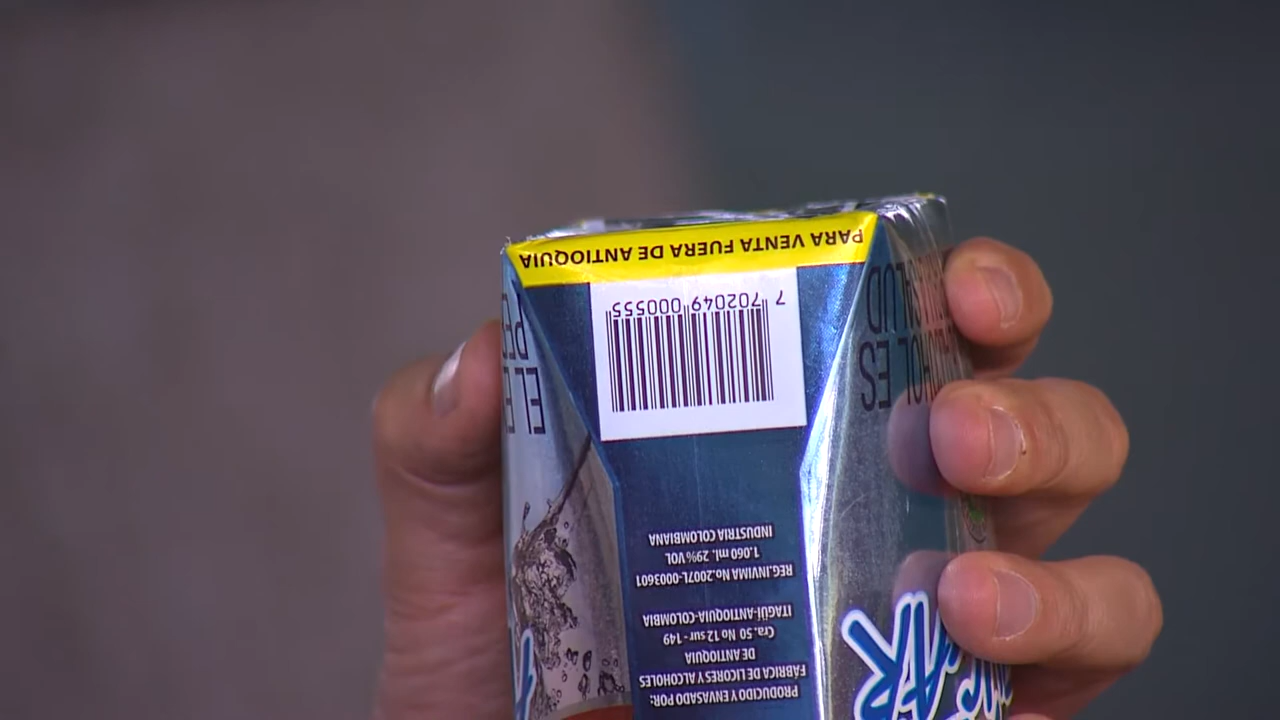 PRODUCIDO Y ENVASADO POR:
FÁBRICA DE LICORES Y ALCOHOLES
DE ANTIOQUIA
Cra. 50 No 12 sur - 149
ITAGÜÍ-ANTIOQUIA-COLOMBIA
REG.INVIMA No.2007L-0003601
1.060 ml. 29% VOL
INDUSTRIA COLOMBIANA
7 702049 000555
PARA VENTA FUERA DE ANTIOQUIA
ES
EL